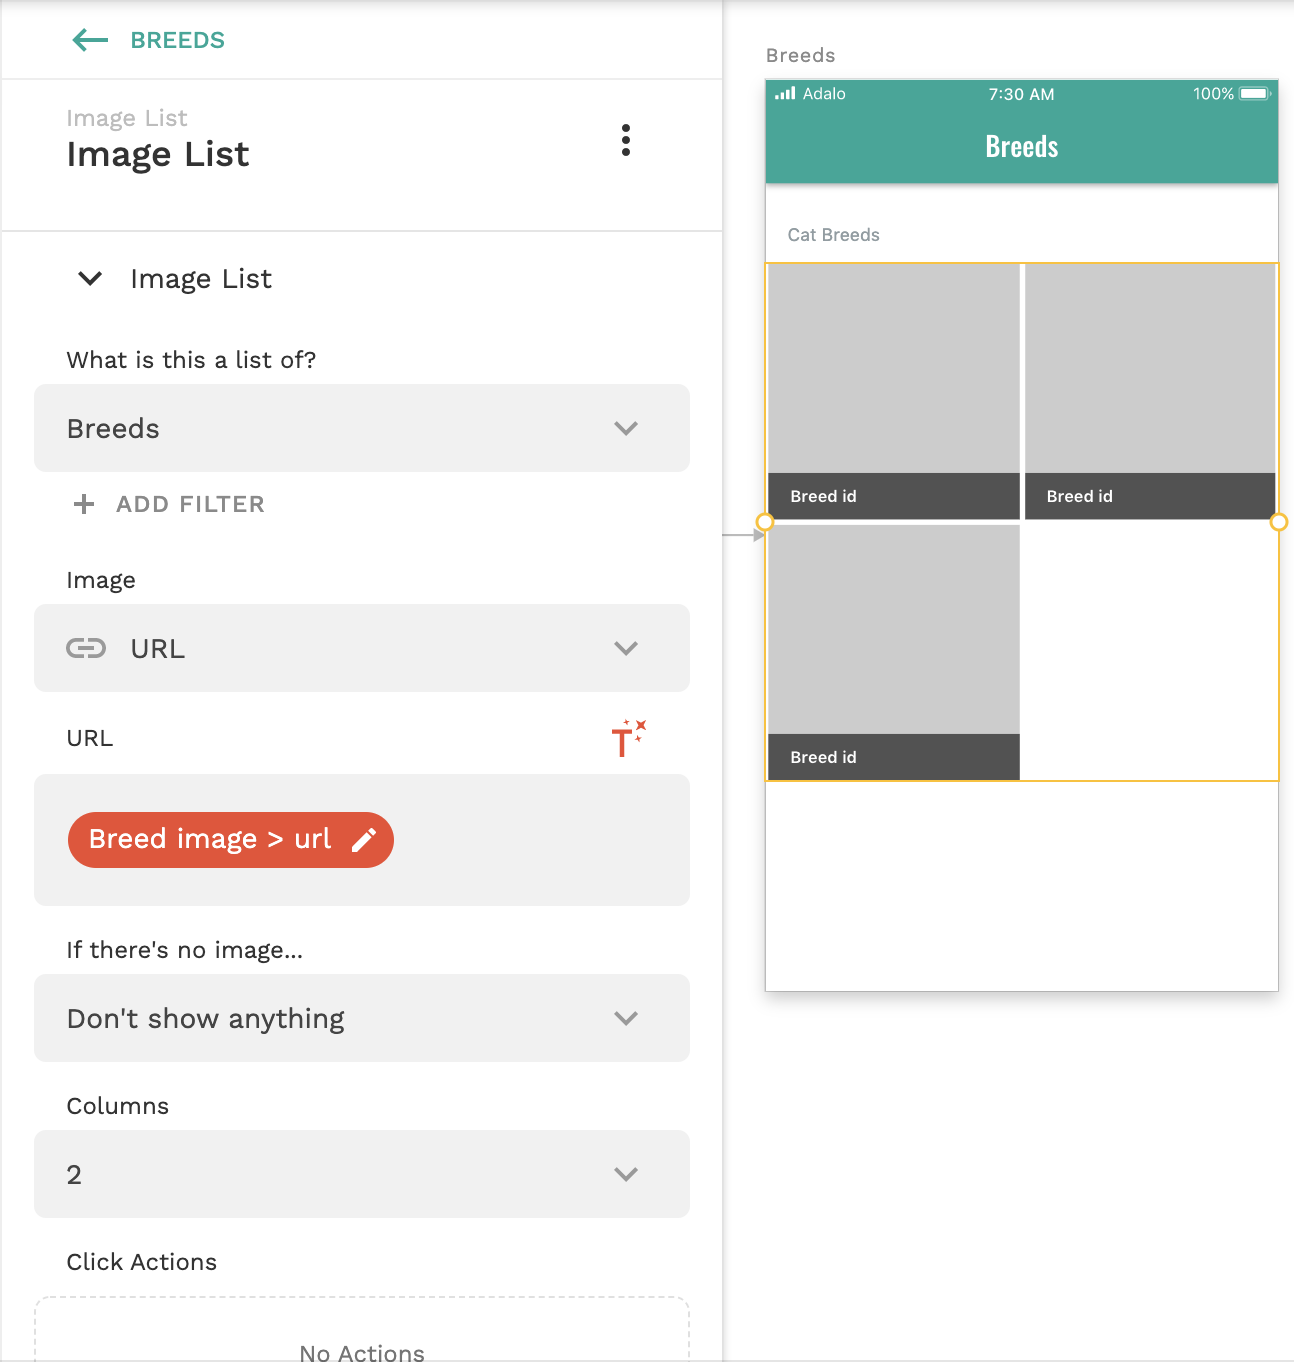 BREEDS
Image List
Image List
Image List
What is this a list of?
Breeds
ADD FILTER
Image
URL
URL
Breed image > url
If there's no image...
Don't show anything
Columns
2
Click Actions
No Actions
Breeds
Adalo 7:30 AM 100%
Breeds
Cat Breeds
Breed id Breed id
Breed id